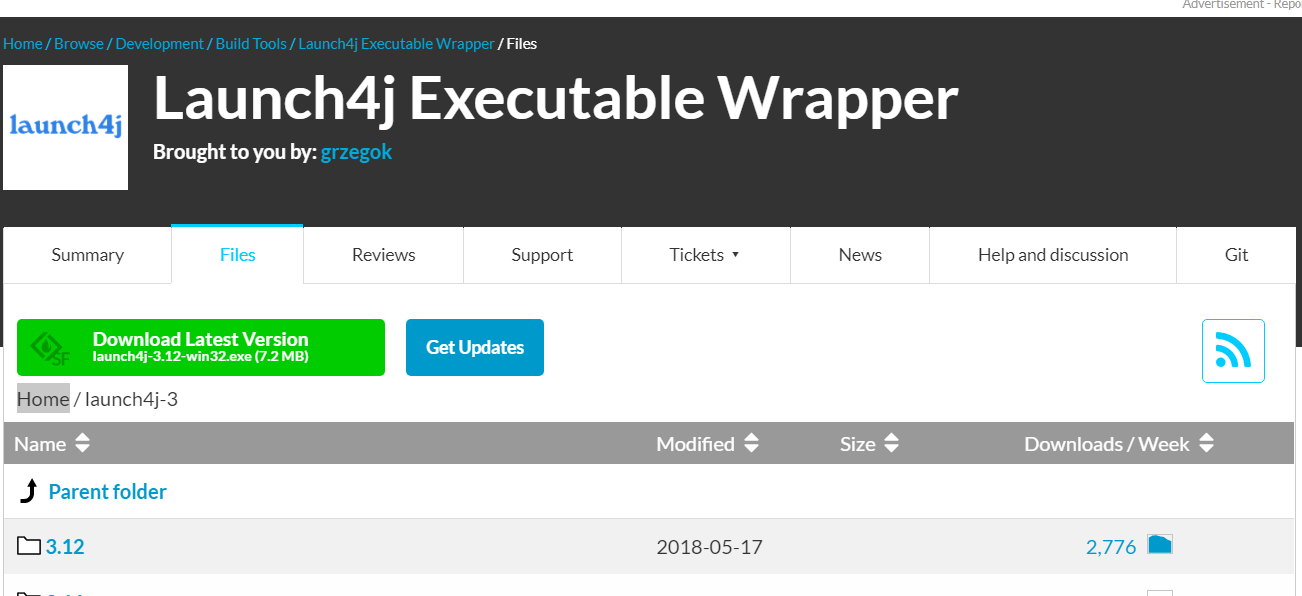 Advertisement - Repo
Home / Browse / Development / Build Tools / Launch4j Executable Wrapper / Files
launch4j
Launch4j Executable Wrapper
Brought to you by: grzegok
Summary Files Reviews Support Tickets News Help and discussion Git
Download Latest Version
SF
launch4j-3.12-win32.exe (7.2 MB)
Get Updates
Home / launch4j-3
Name Modified Size Downloads / Week
Parent folder
3.12 2018-05-17 2,776